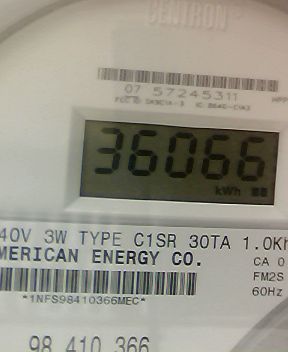 CENTRON
07 57245311
36066
kWh
40V 3W TYPE C1SR 30TA 1.0Kh
MERICAN ENERGY CO.
CA 0
FM2S
60Hz
*1NFS98410366MEC*
98 410 366